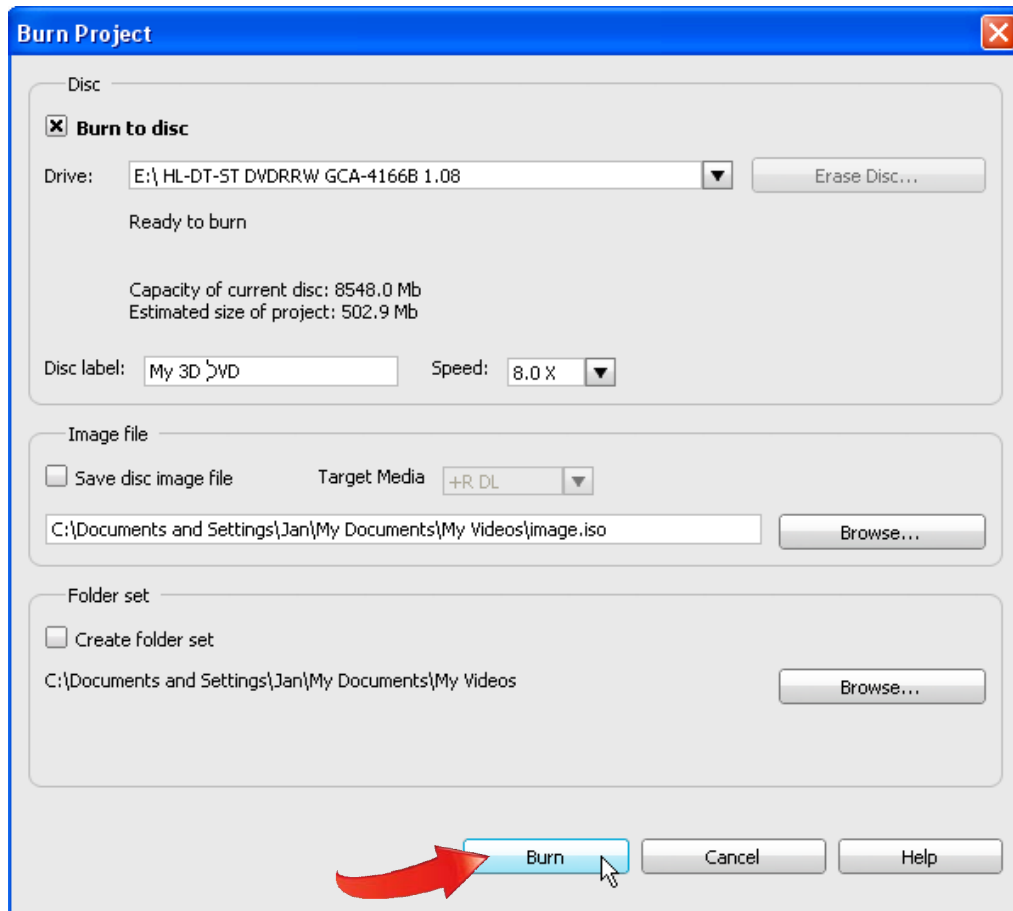 Burn Project
Disc
Burn to disc
Drive:
E:\ HL-DT-ST DVDRRW GCA-4166B 1.08
Erase Disc...
Ready to burn
Capacity of current disc: 8548.0 Mb
Estimated size of project: 502.9 Mb
Disc label:
My 3D לVD
Speed:
8.0 X
Image file
Save disc image file
Target Media
+R DL
C:\Documents and Settings\Jan\My Documents\My Videos\image.iso
Browse...
Folder set
Create folder set
C:\Documents and Settings\Jan\My Documents\My Videos
Browse...
Burn
Cancel
Help